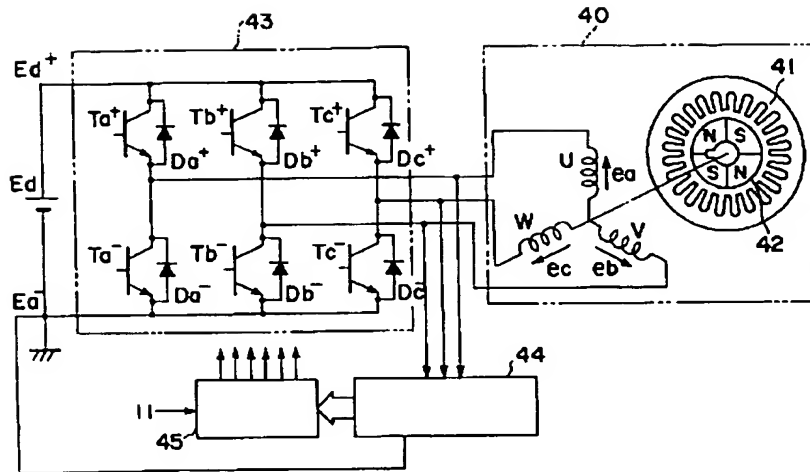 43
40
Ed+
41
Ta+
Tb+
Tc+
N
S
S
N
Da+
Db+
Dc+
U
ea
Ed
W
V
42
ec
eb
Ta-
Tb-
Tc-
Da-
Db-
Dc-
Ea-
44
11
45